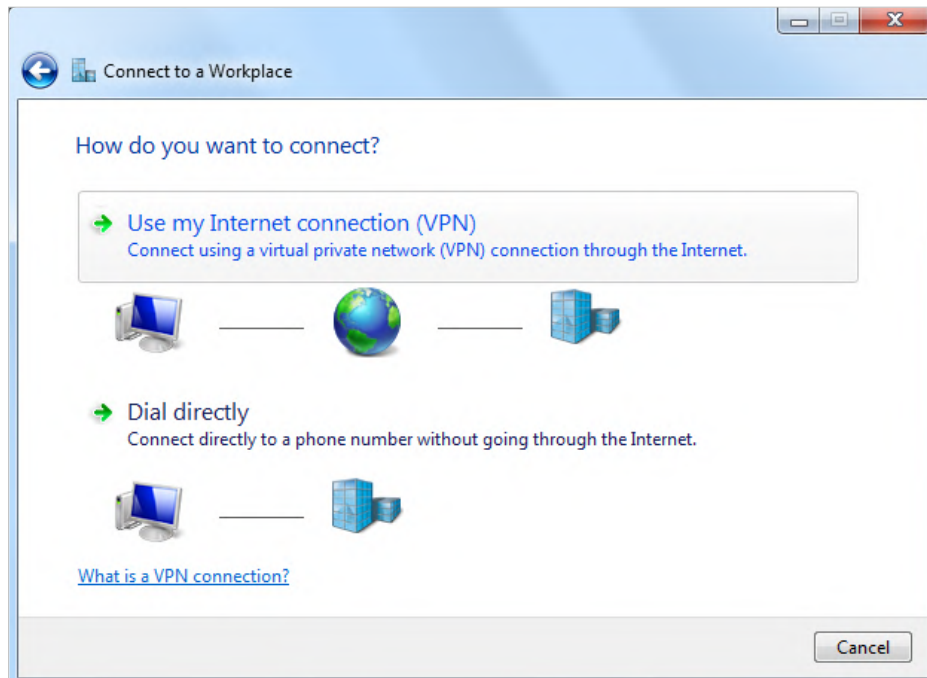 Connect to a Workplace
How do you want to connect?
Use my Internet connection (VPN)
Connect using a virtual private network (VPN) connection through the Internet.
Dial directly
Connect directly to a phone number without going through the Internet.
What is a VPN connection?
Cancel